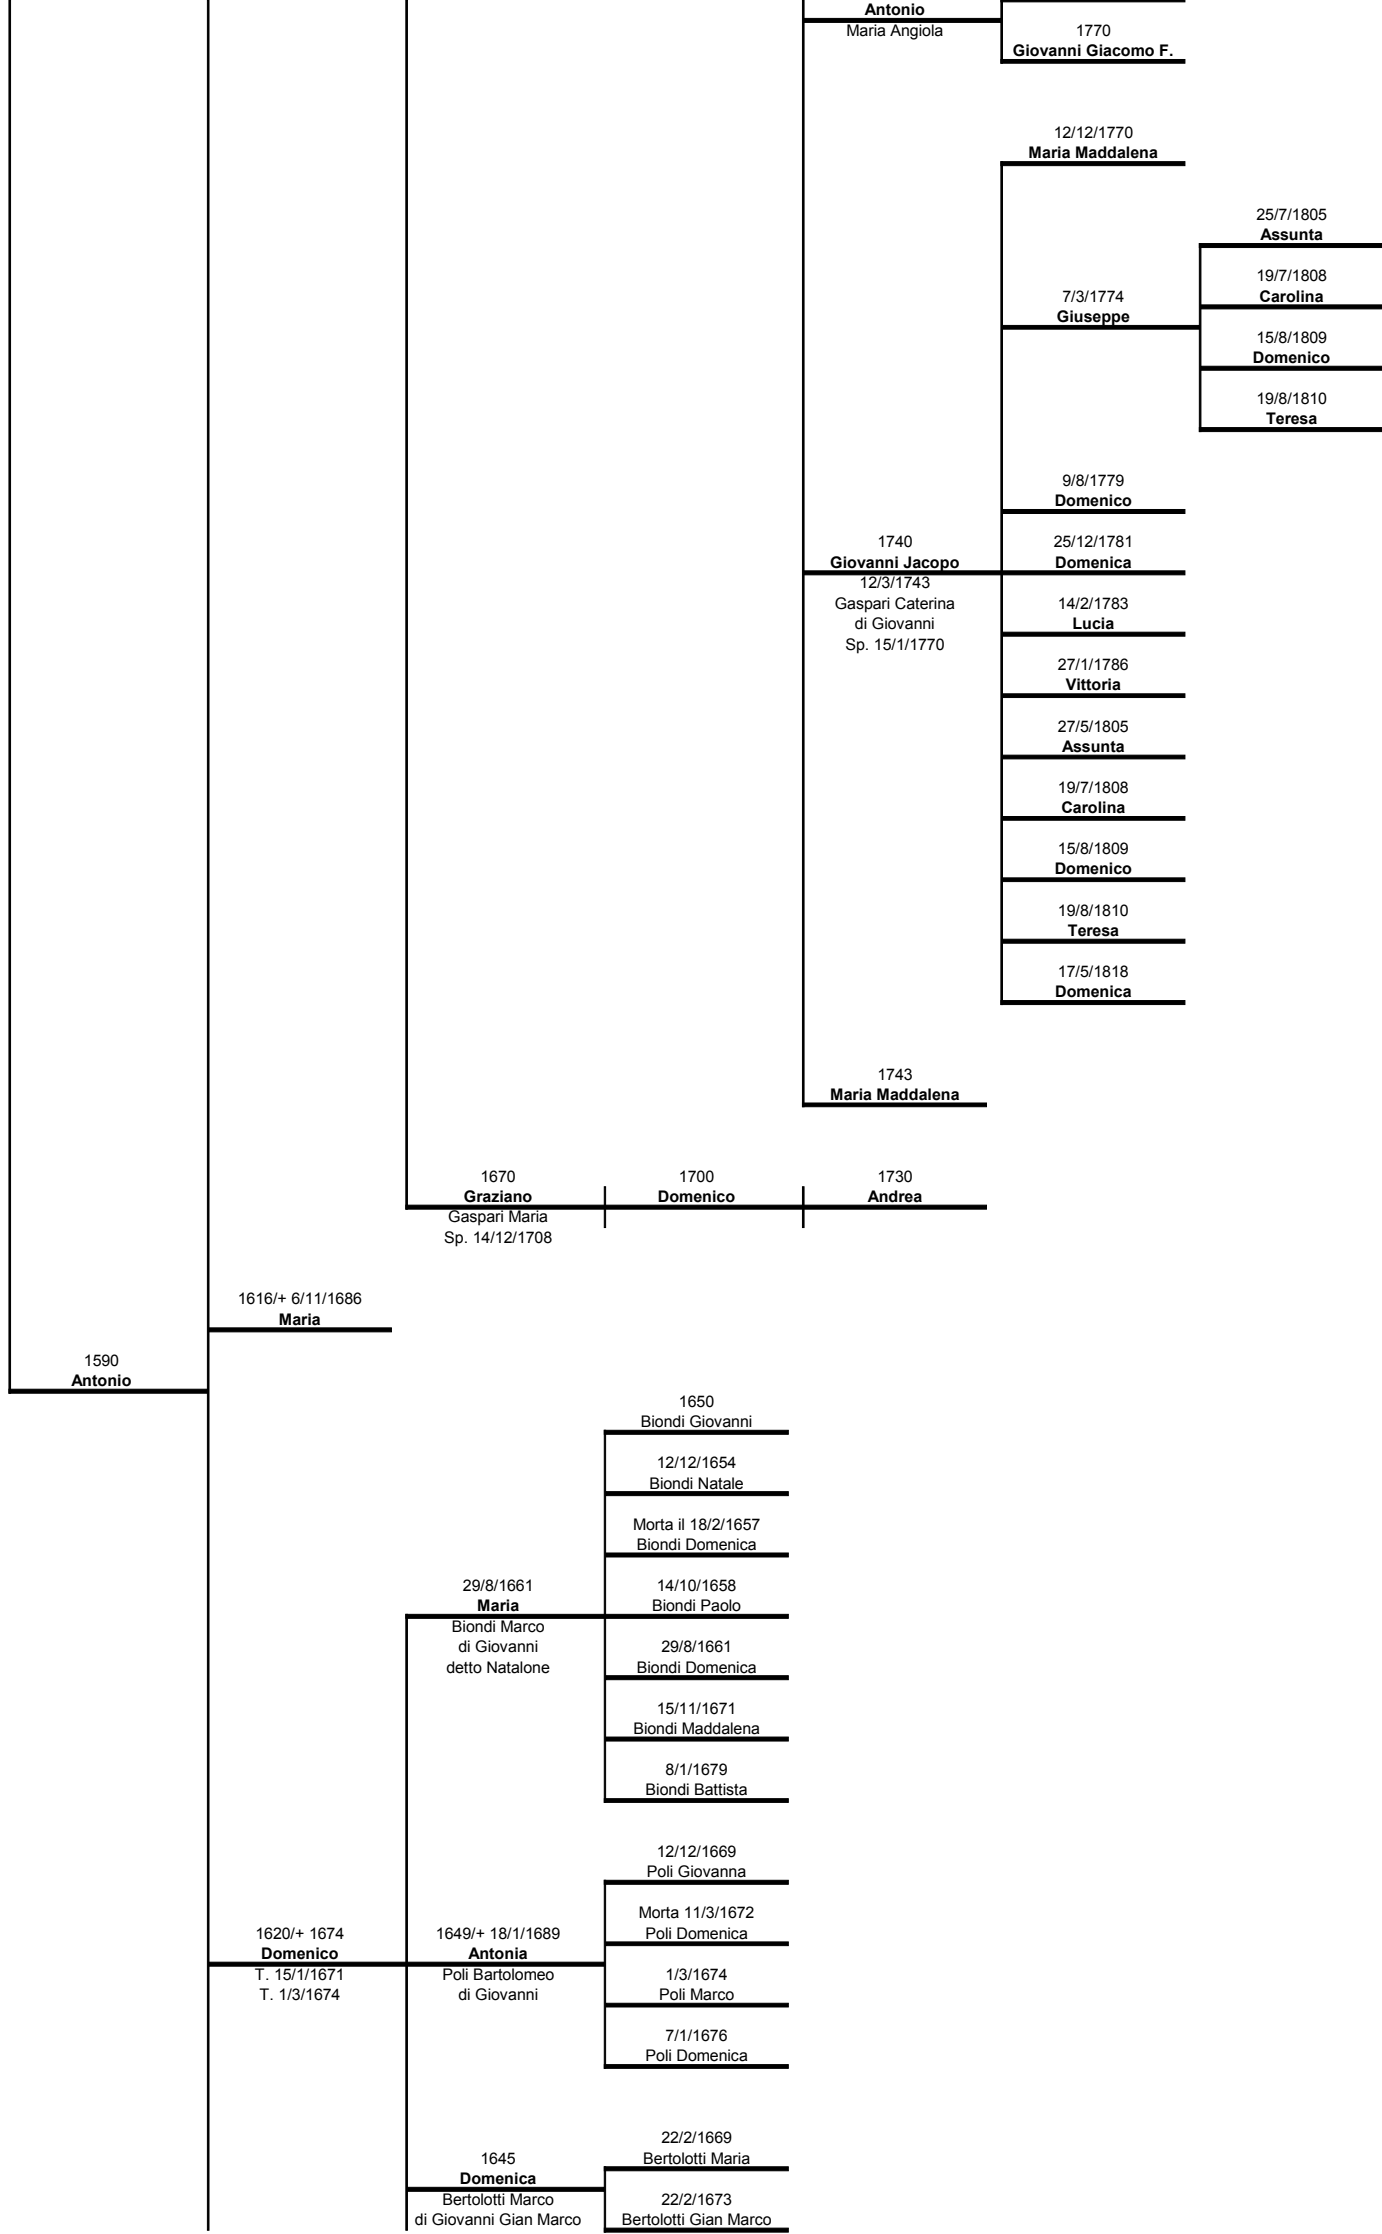 Antonio
Maria Angiola
1770
Giovanni Giacomo F.
12/12/1770
Maria Maddalena
25/7/1805
Assunta
19/7/1808
Carolina
7/3/1774
Giuseppe
15/8/1809
Domenico
19/8/1810
Teresa
9/8/1779
Domenico
1740
Giovanni Jacopo
12/3/1743
Gaspari Caterina
di Giovanni
Sp. 15/1/1770
25/12/1781
Domenica
14/2/1783
Lucia
27/1/1786
Vittoria
27/5/1805
Assunta
19/7/1808
Carolina
15/8/1809
Domenico
19/8/1810
Teresa
17/5/1818
Domenica
1743
Maria Maddalena
1670
Graziano
Gaspari Maria
Sp. 14/12/1708
1700
Domenico
1730
Andrea
1616/+ 6/11/1686
Maria
1590
Antonio
1650
Biondi Giovanni
12/12/1654
Biondi Natale
Morta il 18/2/1657
Biondi Domenica
29/8/1661
Maria
Biondi Marco
di Giovanni
detto Natalone
14/10/1658
Biondi Paolo
29/8/1661
Biondi Domenica
15/11/1671
Biondi Maddalena
8/1/1679
Biondi Battista
12/12/1669
Poli Giovanna
Morta 11/3/1672
Poli Domenica
1620/+ 1674
Domenico
T. 15/1/1671
T. 1/3/1674
1649/+ 18/1/1689
Antonia
Poli Bartolomeo
di Giovanni
1/3/1674
Poli Marco
7/1/1676
Poli Domenica
22/2/1669
Bertolotti Maria
1645
Domenica
Bertolotti Marco
di Giovanni Gian Marco
22/2/1673
Bertolotti Gian Marco